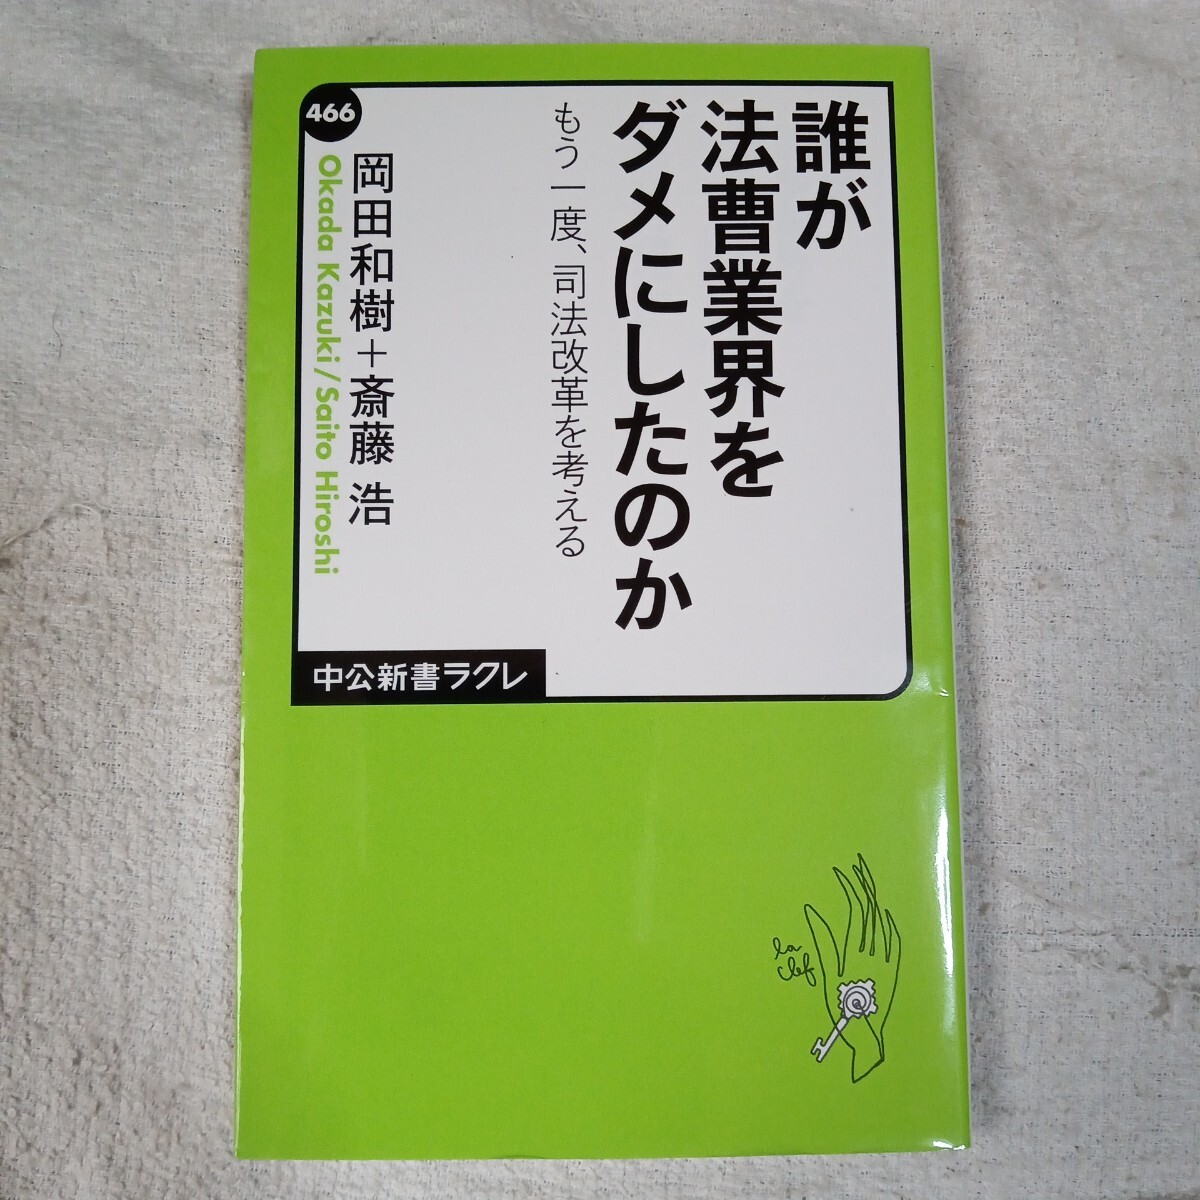 誰が
法曹業界を
ダメにしたのか
もう一度、司法改革を考える
466
岡田和樹+斎藤 浩
Okada Kazuki/Saito Hiroshi
中公新書ラクレ
la
clef